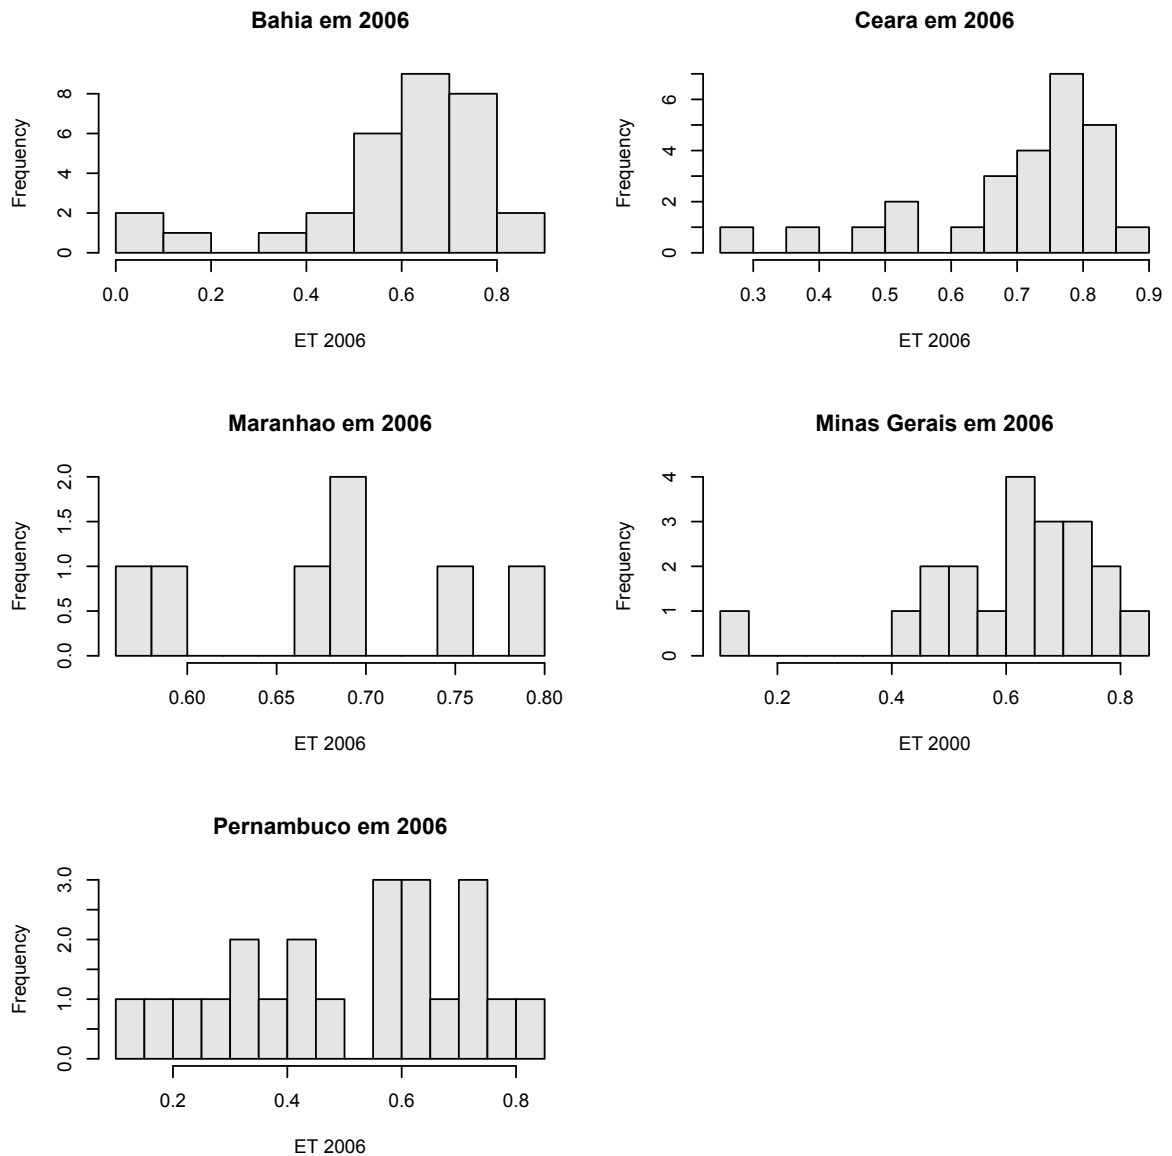 Bahia em 2006
Frequency
0 2 4 6 8
0.0 0.2 0.4 0.6 0.8
ET 2006
Ceara em 2006
Frequency
0 2 4 6
0.3 0.4 0.5 0.6 0.7 0.8 0.9
ET 2006
Maranhao em 2006
Frequency
0.0 0.5 1.0 1.5 2.0
0.60 0.65 0.70 0.75 0.80
ET 2006
Minas Gerais em 2006
Frequency
0 1 2 3 4
0.2 0.4 0.6 0.8
ET 2000
Pernambuco em 2006
Frequency
0.0 1.0 2.0 3.0
0.2 0.4 0.6 0.8
ET 2006